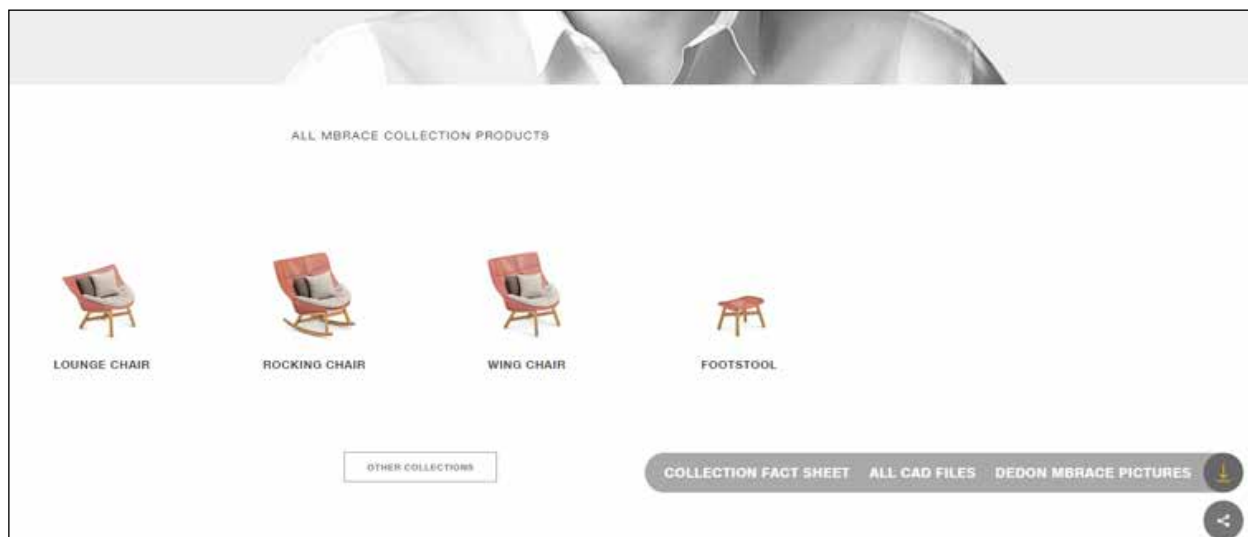 ALL MBRACE COLLECTION PRODUCTS
LOUNGE CHAIR ROCKING CHAIR WING CHAIR FOOTSTOOL
OTHER COLLECTIONS
COLLECTION FACT SHEET ALL CAD FILES DEDON MBRACE PICTURES